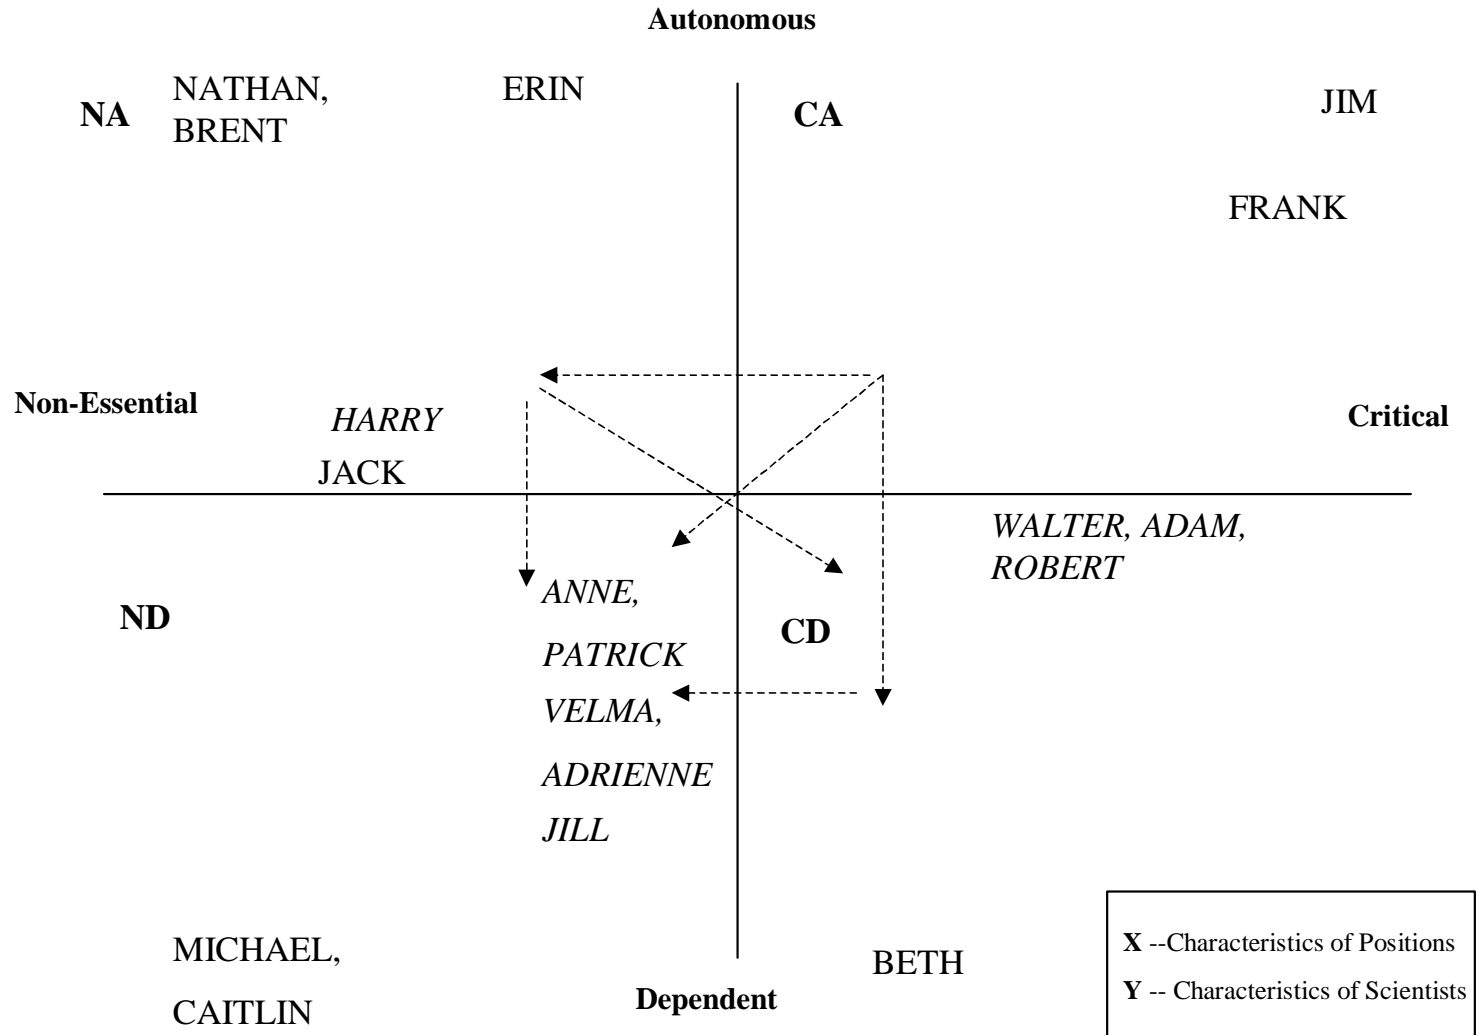 Autonomous
NATHAN,
BRENT
ERIN
NA
CA
JIM
FRANK
Non-Essential
Critical
HARRY
JACK
WALTER, ADAM,
ROBERT
ND
ANNE,
PATRICK
VELMA,
ADRIENNE
JILL
CD
MICHAEL,
CAITLIN
BETH
Dependent
X --Characteristics of Positions
Y -- Characteristics of Scientists